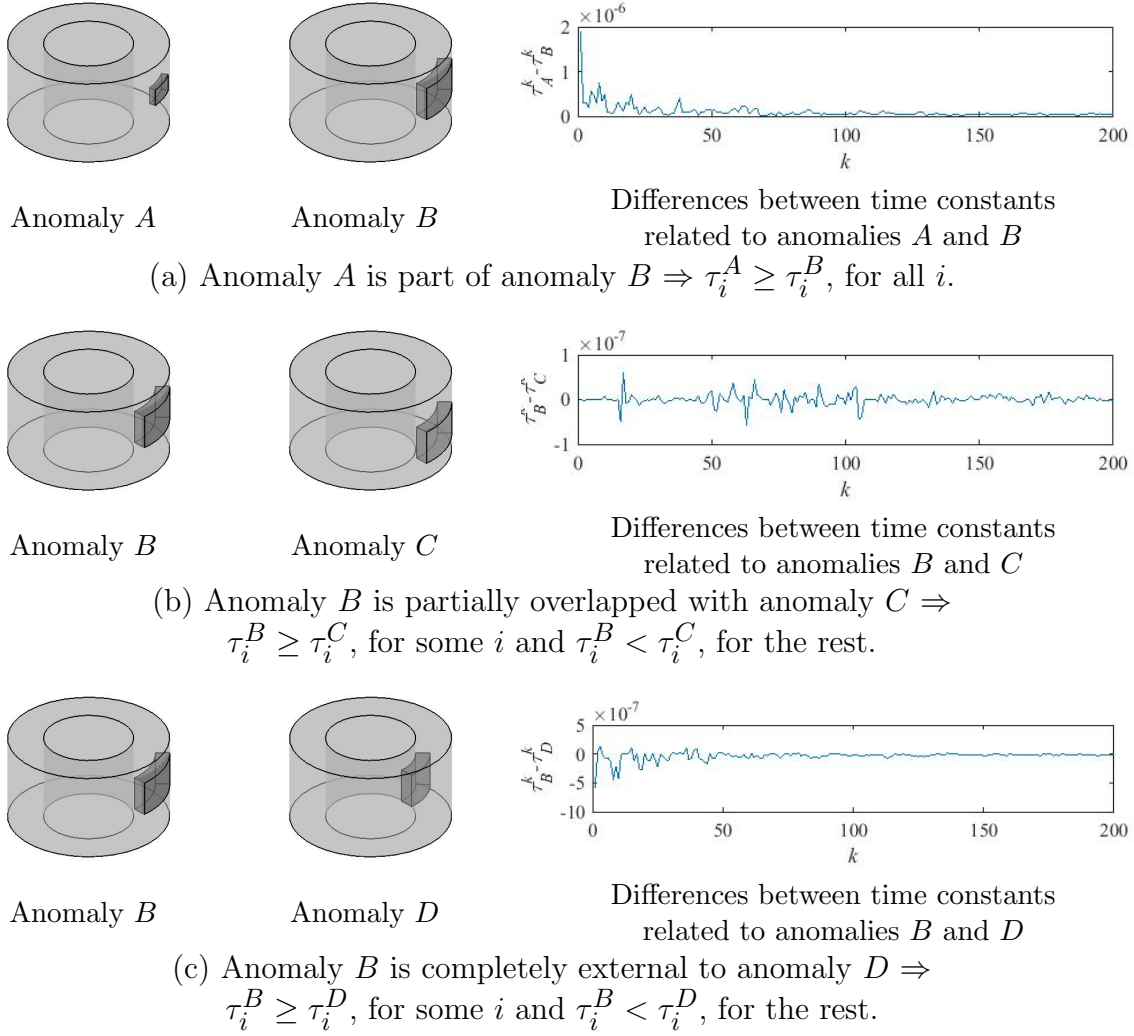 ×10⁻⁶
2
1
0
τ_A^k-τ_B^k
0 50 100 150 200
k
Anomaly A
Anomaly B
Differences between time constants
related to anomalies A and B
(a) Anomaly A is part of anomaly B ⇒ τ_i^A ≥ τ_i^B, for all i.
×10⁻⁷
1
0
-1
0 50 100 150 200
k
Anomaly B
Anomaly C
Differences between time constants
related to anomalies B and C
(b) Anomaly B is partially overlapped with anomaly C ⇒
τ_i^B ≥ τ_i^C, for some i and τ_i^B < τ_i^C, for the rest.
×10⁻⁷
5
0
-5
-10
τ_B^k-τ_D^k
0 50 100 150 200
k
Anomaly B
Anomaly D
Differences between time constants
related to anomalies B and D
(c) Anomaly B is completely external to anomaly D ⇒
τ_i^B ≥ τ_i^D, for some i and τ_i^B < τ_i^D, for the rest.